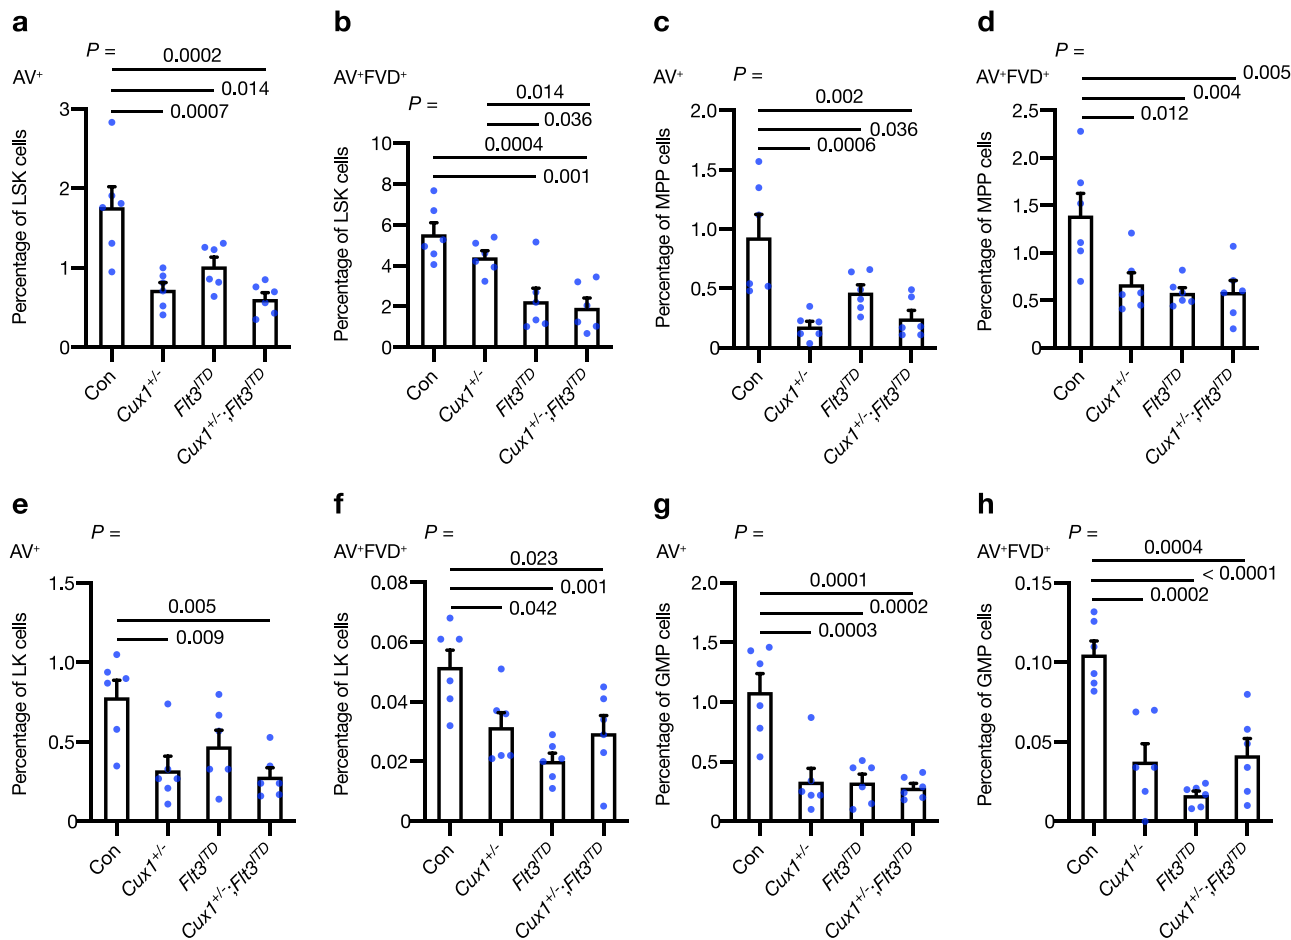 a
P =
AV⁺
0.0002
0.014
0.0007
Percentage of LSK cells
3
2
1
0
Con
Cux1⁺/⁻
Flt3ᴵᵀᴰ
Cux1⁺/⁻;Flt3ᴵᵀᴰ
b
AV⁺FVD⁺
P =
0.014
0.036
0.0004
0.001
Percentage of LSK cells
10
8
6
4
2
0
Con
Cux1⁺/⁻
Flt3ᴵᵀᴰ
Cux1⁺/⁻;Flt3ᴵᵀᴰ
c
AV⁺
P =
0.002
0.036
0.0006
Percentage of MPP cells
2.0
1.5
1.0
0.5
0
Con
Cux1⁺/⁻
Flt3ᴵᵀᴰ
Cux1⁺/⁻;Flt3ᴵᵀᴰ
d
P =
AV⁺FVD⁺
0.005
0.004
0.012
Percentage of MPP cells
2.5
2.0
1.5
1.0
0.5
0
Con
Cux1⁺/⁻
Flt3ᴵᵀᴰ
Cux1⁺/⁻;Flt3ᴵᵀᴰ
e
P =
AV⁺
0.005
0.009
Percentage of LK cells
1.5
1.0
0.5
0
Con
Cux1⁺/⁻
Flt3ᴵᵀᴰ
Cux1⁺/⁻;Flt3ᴵᵀᴰ
f
P =
AV⁺FVD⁺
0.023
0.001
0.042
Percentage of LK cells
0.08
0.06
0.04
0.02
0
Con
Cux1⁺/⁻
Flt3ᴵᵀᴰ
Cux1⁺/⁻;Flt3ᴵᵀᴰ
g
P =
AV⁺
0.0001
0.0002
0.0003
Percentage of GMP cells
2.0
1.5
1.0
0.5
0
Con
Cux1⁺/⁻
Flt3ᴵᵀᴰ
Cux1⁺/⁻;Flt3ᴵᵀᴰ
h
P =
AV⁺FVD⁺
0.0004
< 0.0001
0.0002
Percentage of GMP cells
0.15
0.10
0.05
0
Con
Cux1⁺/⁻
Flt3ᴵᵀᴰ
Cux1⁺/⁻;Flt3ᴵᵀᴰ